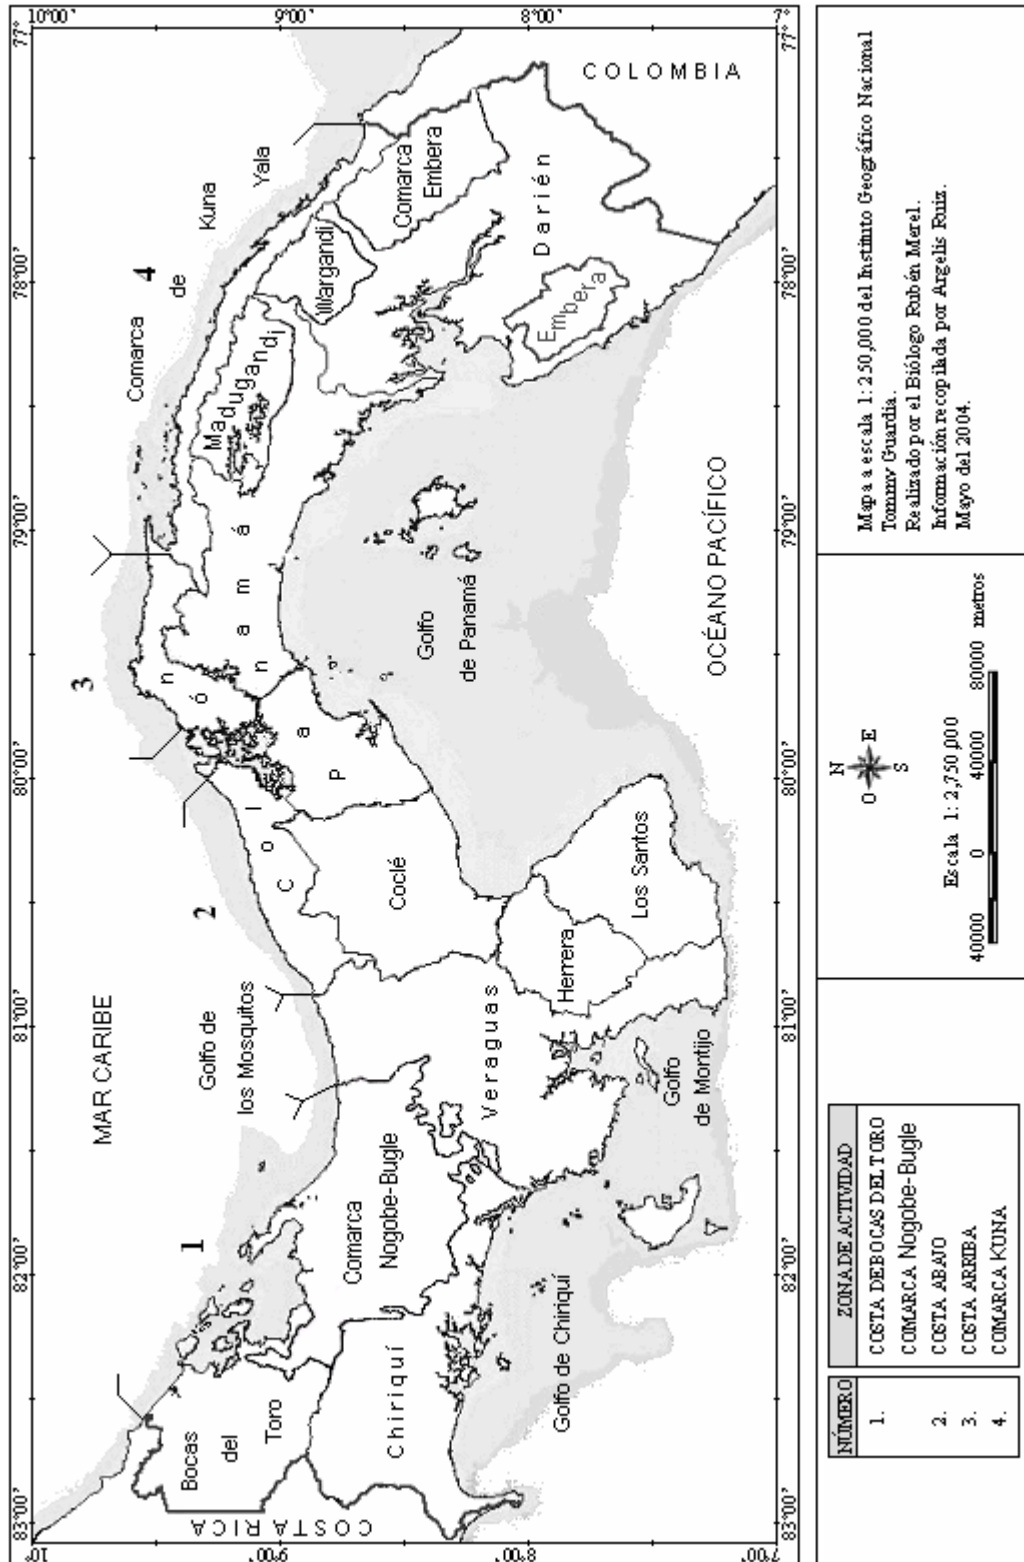 83°00'
82°00'
81°00'
80°00'
79°00'
78°00'
77°
10°00'
10°00'
9°00'
9°00'
8°00'
8°00'
7°00'
7°
MAR CARIBE
Golfo de
los Mosquitos
1
2
3
4
Comarca
de
Kuna
Yala
COSTA RICA
Bocas
del
Toro
Chiriquí
Comarca
Nogobe-Bugle
Veraguas
Coclé
Colón
Panamá
Madugandi
Wargandi
Comarca
Embera
Darién
Embera
COLOMBIA
Herrera
Los Santos
Golfo de Chiriquí
Golfo
de Montijo
Golfo
de Panamá
OCÉANO PACÍFICO
NÚMERO ZONA DE ACTIVIDAD
1. COSTA DE BOCAS DEL TORO
COMARCA Nogobe-Bugle
2. COSTA ABAJO
3. COSTA ARRIBA
4. COMARCA KUNA
N
O E
S
Escala 1: 2,750,000
40000 0 40000 80000 metros
Mapa a escala 1: 250,000 del Instituto Geográfico Nacional
Tommy Guardia.
Realizado por el Biólogo Rubén Merel.
Información recopilada por Argelis Ruiz.
Mayo del 2004.